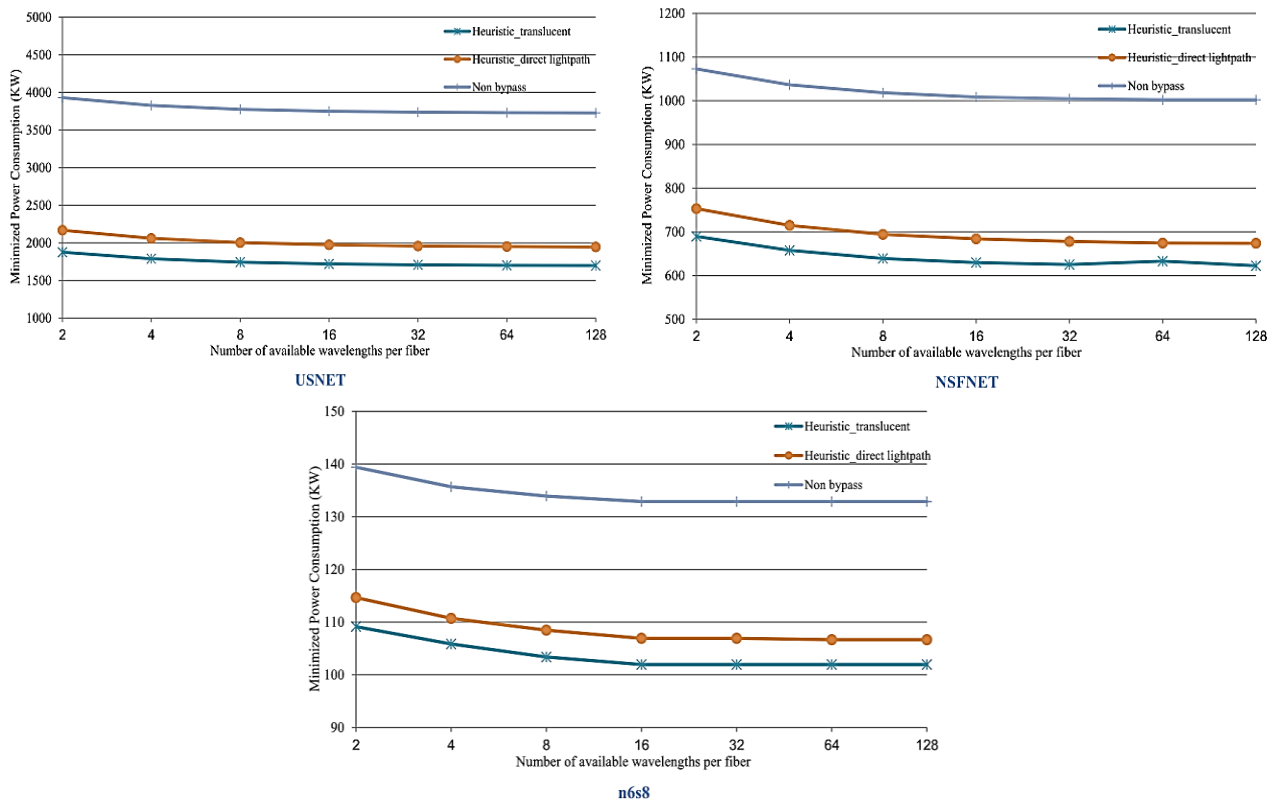 5000
4500
4000
3500
3000
2500
2000
1500
1000
Minimized Power Consumption (KW)
Heuristic_translucent
Heuristic_direct lightpath
Non bypass
2 4 8 16 32 64 128
Number of available wavelengths per fiber
USNET
1200
1100
1000
900
800
700
600
500
Minimized Power Consumption (KW)
Heuristic_translucent
Heuristic_direct lightpath
Non bypass
2 4 8 16 32 64 128
Number of available wavelengths per fiber
NSFNET
150
140
130
120
110
100
90
Minimized Power Consumption (KW)
Heuristic_translucent
Heuristic_direct lightpath
Non bypass
2 4 8 16 32 64 128
Number of available wavelengths per fiber
n6s8